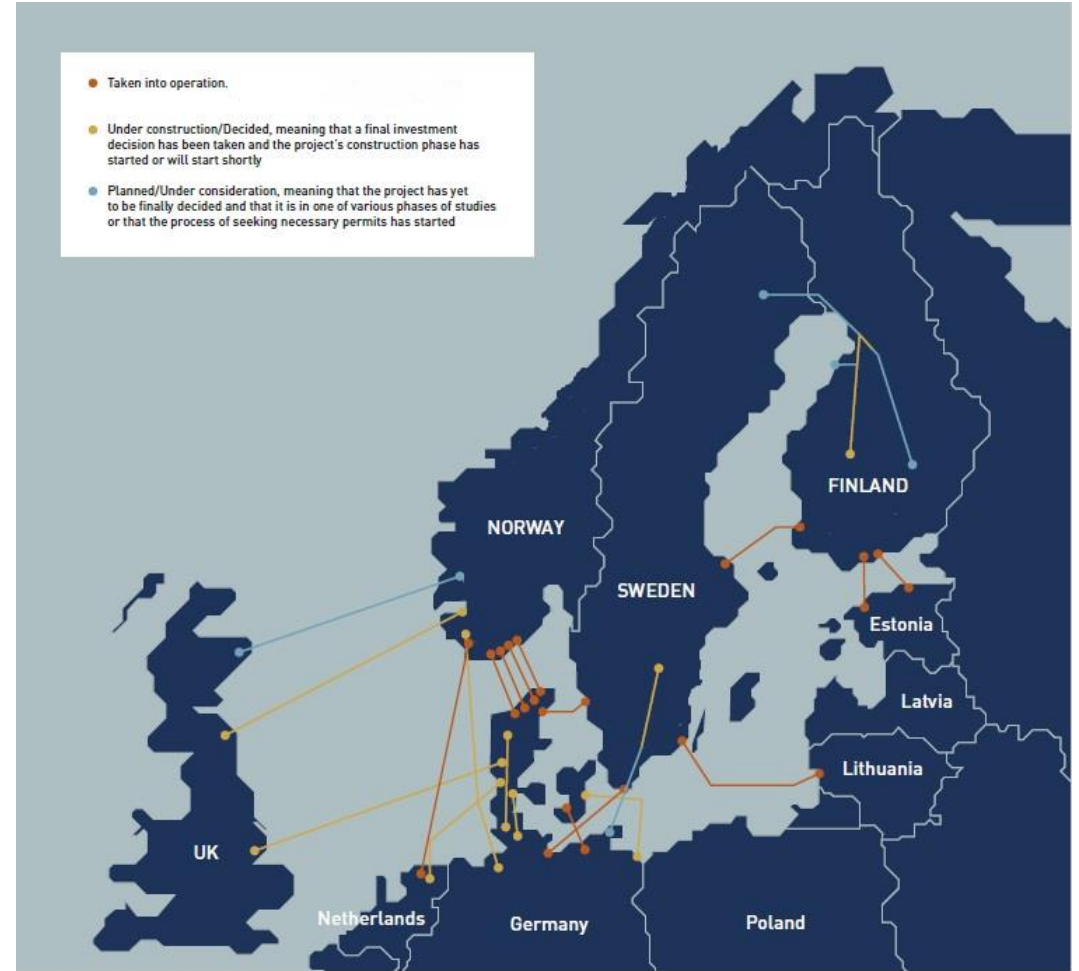 Taken into operation.
Under construction/Decided, meaning that a final investment
decision has been taken and the project's construction phase has
started or will start shortly
Planned/Under consideration, meaning that the project has yet
to be finally decided and that it is in one of various phases of studies
or that the process of seeking necessary permits has started
FINLAND
NORWAY
SWEDEN
Estonia
Latvia
Lithuania
UK
Netherlands
Germany
Poland